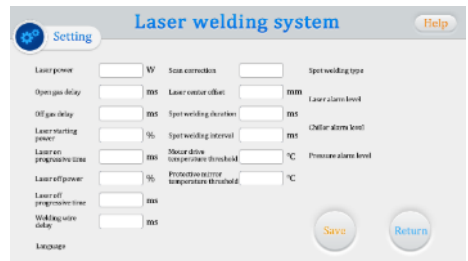 Laser welding system
Help
Setting
Laser power
W
Scan correction
Spot welding type
Open gas delay
ms
Laser center offset
mm
Laser alarm level
Off gas delay
ms
Spot welding duration
ms
Laser starting
power
%
Spot welding interval
ms
Chiller alarm level
Laser on
progressive time
ms
Motor drive
temperature threshold
°C
Pressure alarm level
Laser off power
%
Protective mirror
temperature threshold
°C
Laser off
progressive time
ms
Welding wire
delay
ms
Language
Save
Return